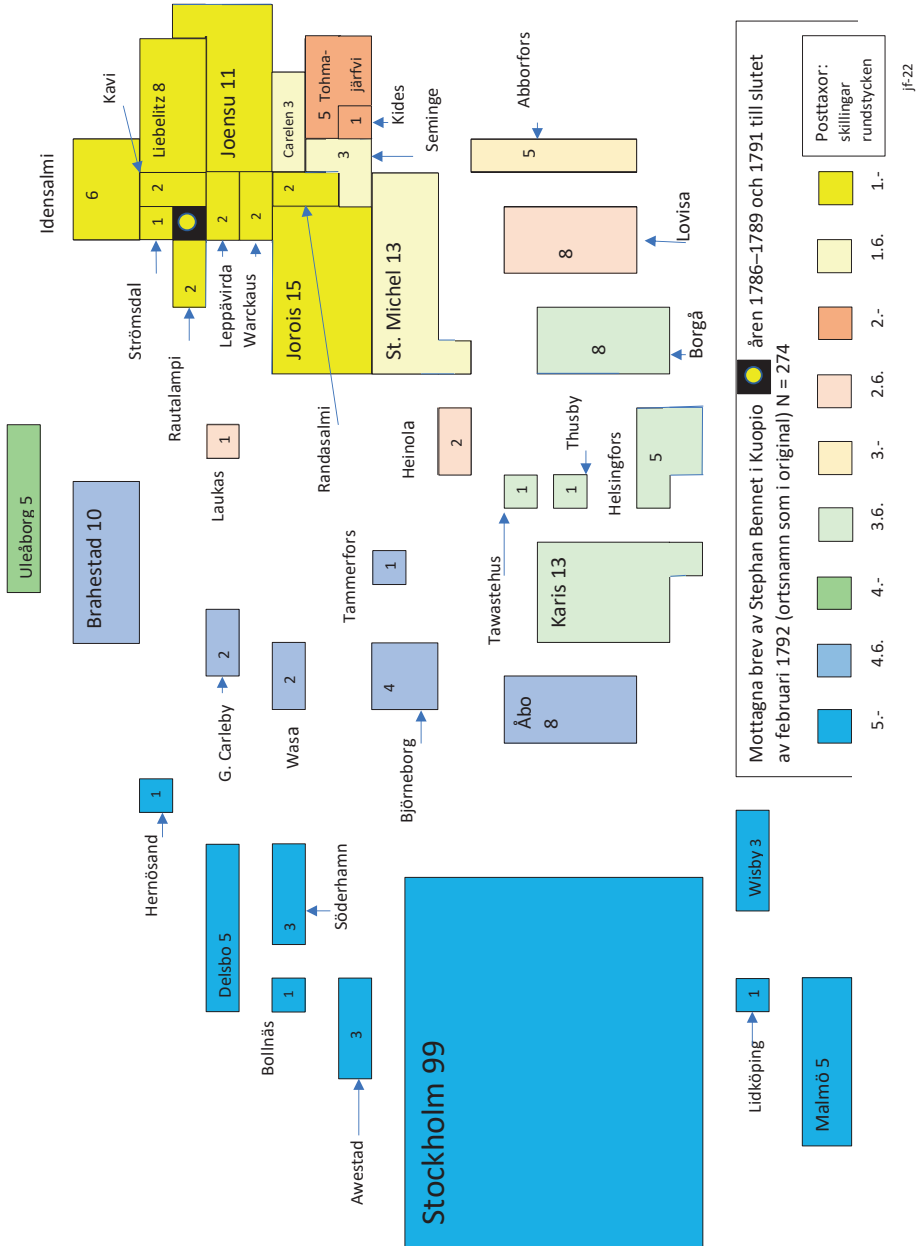 Uleåborg 5
Brahestad 10
Idensalmi
6
Kavi
Liebelitz 8
2
1
Strömsdal
Joensu 11
2
Rautalampi
2
Leppävirda
2
Warckaus
Carelen 3
5 Tohma-
järfvi
1
Kides
3
Seminge
2
Randasalmi
Jorois 15
St. Michel 13
Laukas
1
Heinola
2
Hernösand
1
G. Carleby
2
Wasa
2
Tammerfors
1
Björneborg
4
Delsbo 5
Söderhamn
3
Bollnäs
1
Awestad
3
Stockholm 99
Åbo
8
Karis 13
Tawastehus
1
Thusby
1
Helsingfors
5
Borgå
8
Lovisa
8
Abborfors
5
Wisby 3
Lidköping
1
Malmö 5
Mottagna brev av Stephan Bennet i Kuopio åren 1786–1789 och 1791 till slutet
av februari 1792 (ortsnamn som i original) N = 274
5.-
4.6.
4.-
3.6.
3.-
2.6.
2.-
1.6.
1.-
Posttaxor:
skillingar
rundstycken
jf-22